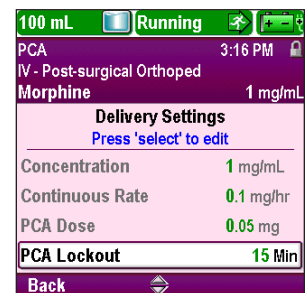 100 mL Running
PCA 3:16 PM
IV - Post-surgical Orthoped
Morphine 1 mg/mL
Delivery Settings
Press 'select' to edit
Concentration 1 mg/mL
Continuous Rate 0.1 mg/hr
PCA Dose 0.05 mg
PCA Lockout 15 Min
Back